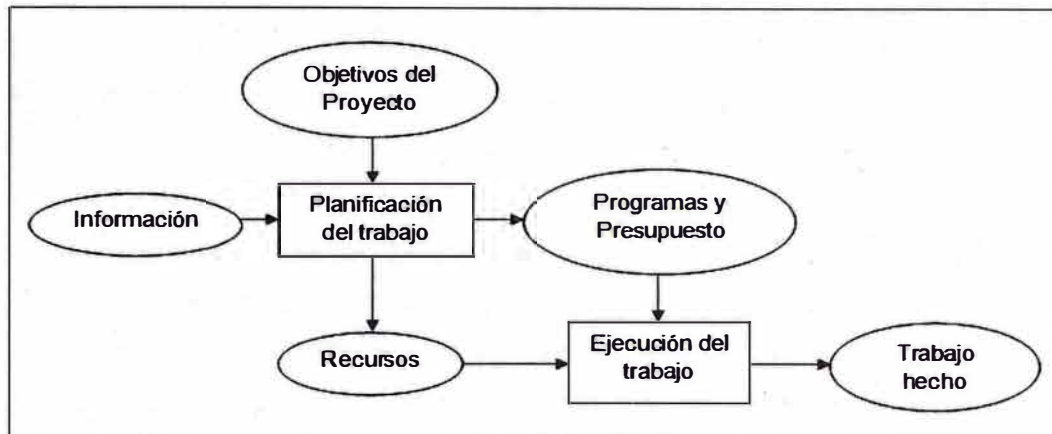 Objetivos del
Proyecto
Información
Planificación
del trabajo
Programas y
Presupuesto
Recursos
Ejecución del
trabajo
Trabajo
hecho